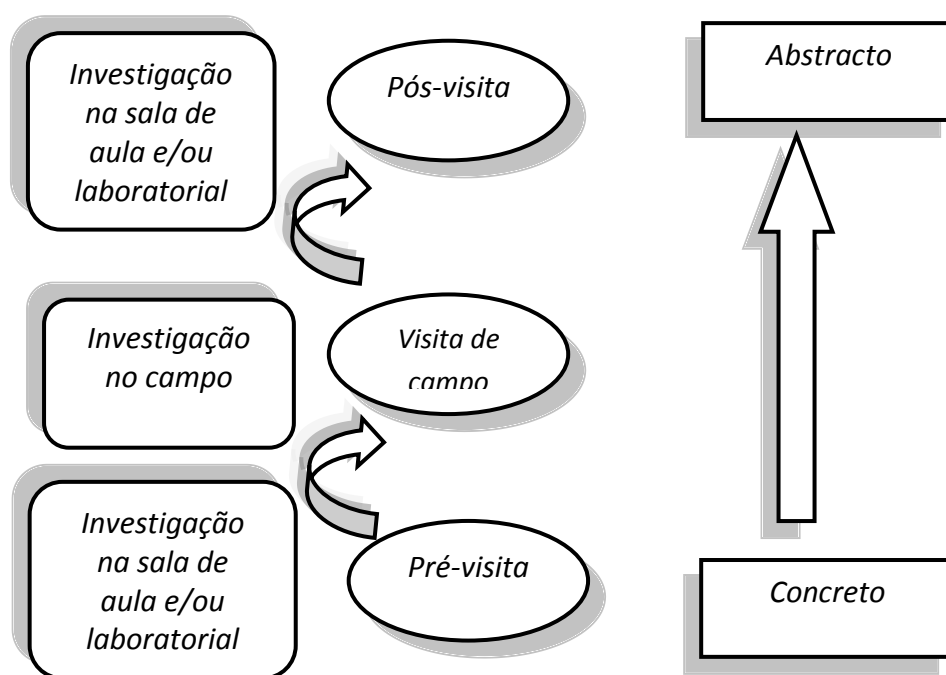 Investigação
na sala de
aula e/ou
laboratorial
Pós-visita
Abstracto
Investigação
no campo
Visita de
campo
Investigação
na sala de
aula e/ou
laboratorial
Pré-visita
Concreto